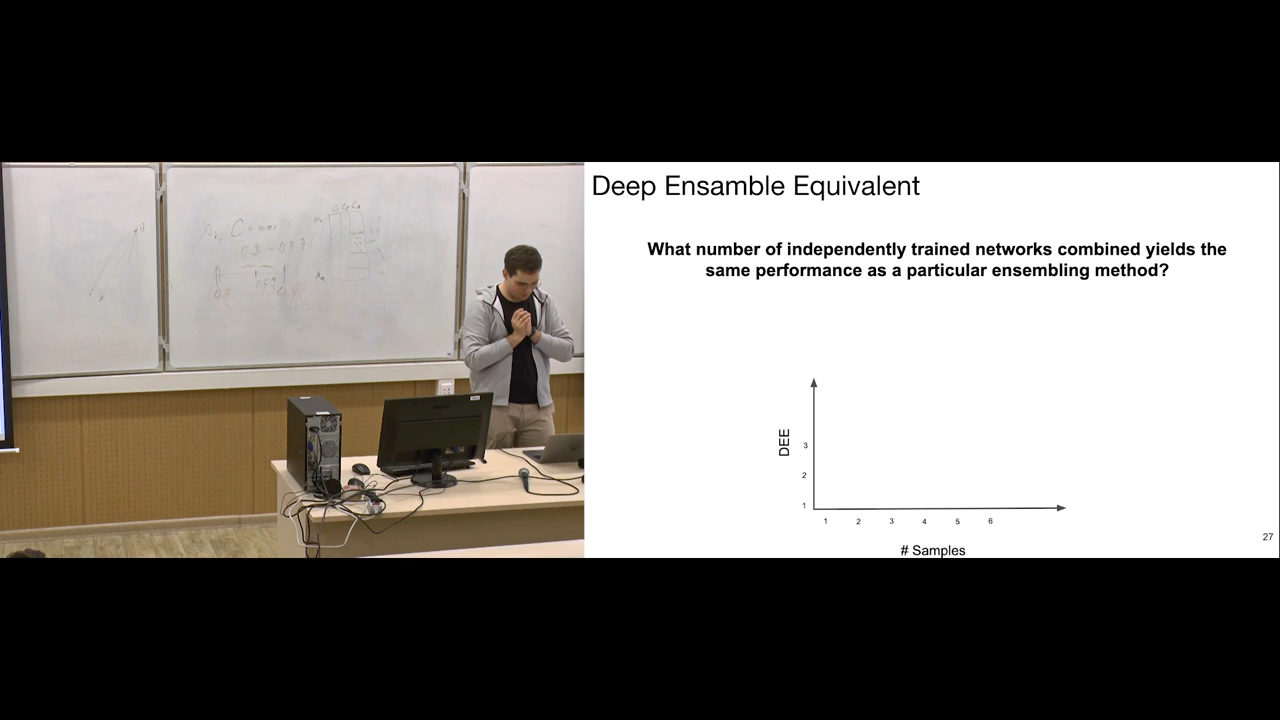 Deep Ensamble Equivalent
What number of independently trained networks combined yields the
same performance as a particular ensembling method?
DEE
3
2
1
1 2 3 4 5 6
# Samples
27